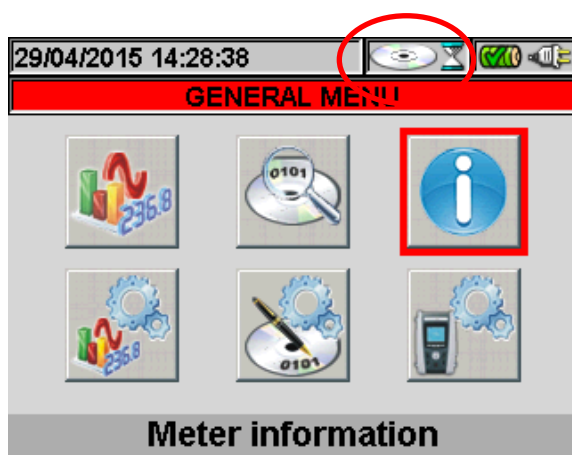 29/04/2015 14:28:38
GENERAL MENU
236.8
0101
236.8
0101
Meter information